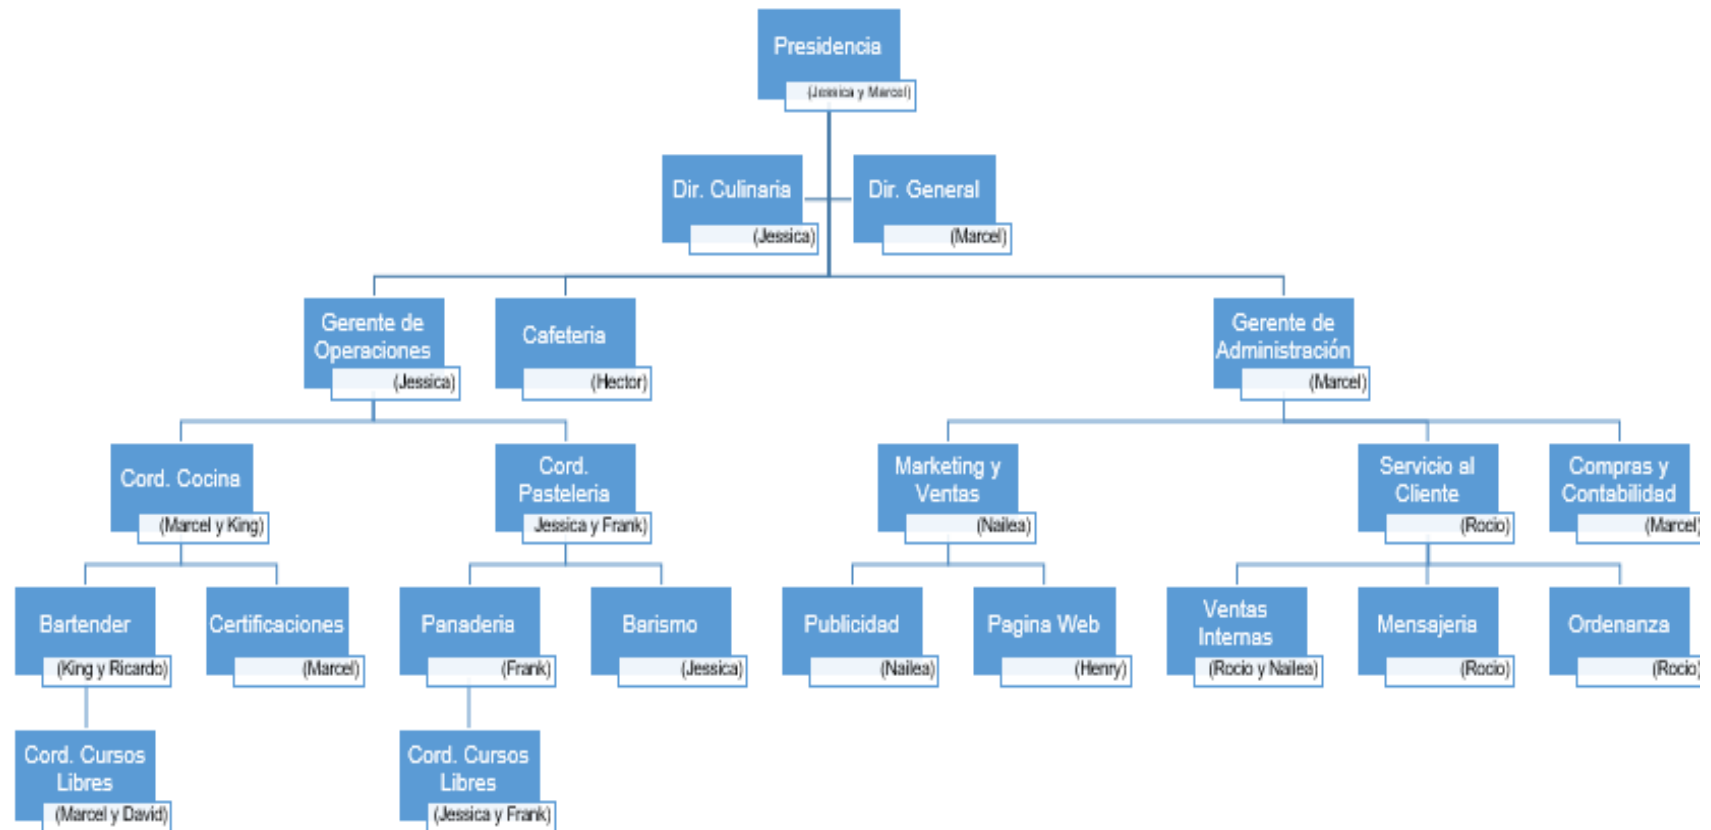 Presidencia
(Jessica y Marcel)
Dir. Culinaria
(Jessica)
Dir. General
(Marcel)
Gerente de
Operaciones
(Jessica)
Cafeteria
(Hector)
Gerente de
Administración
(Marcel)
Cord. Cocina
(Marcel y King)
Cord.
Pasteleria
Jessica y Frank)
Marketing y
Ventas
(Nailea)
Servicio al
Cliente
(Rocio)
Compras y
Contabilidad
(Marcel)
Bartender
(King y Ricardo)
Certificaciones
(Marcel)
Panaderia
(Frank)
Barismo
(Jessica)
Publicidad
(Nailea)
Pagina Web
(Henry)
Ventas
Internas
(Rocio y Nailea)
Mensajeria
(Rocio)
Ordenanza
(Rocio)
Cord. Cursos
Libres
(Marcel y David)
Cord. Cursos
Libres
(Jessica y Frank)